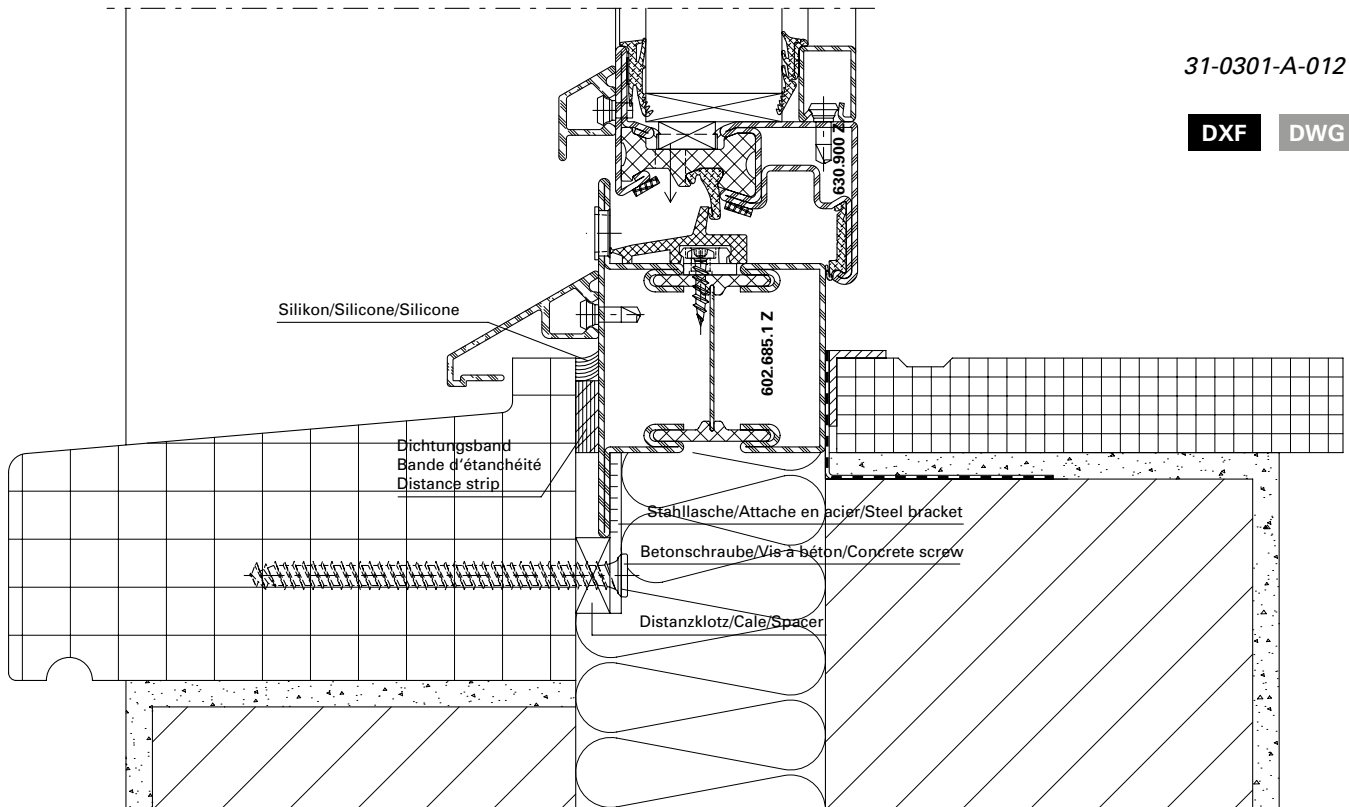 31-0301-A-012
DXF DWG
630.900 Z
Silikon/Silicone/Silicone
602.685.1 Z
Dichtungsband
Bande d'étanchéité
Distance strip
Stahllasche/Attache en acier/Steel bracket
Betonschraube/Vis à béton/Concrete screw
Distanzklotz/Cale/Spacer